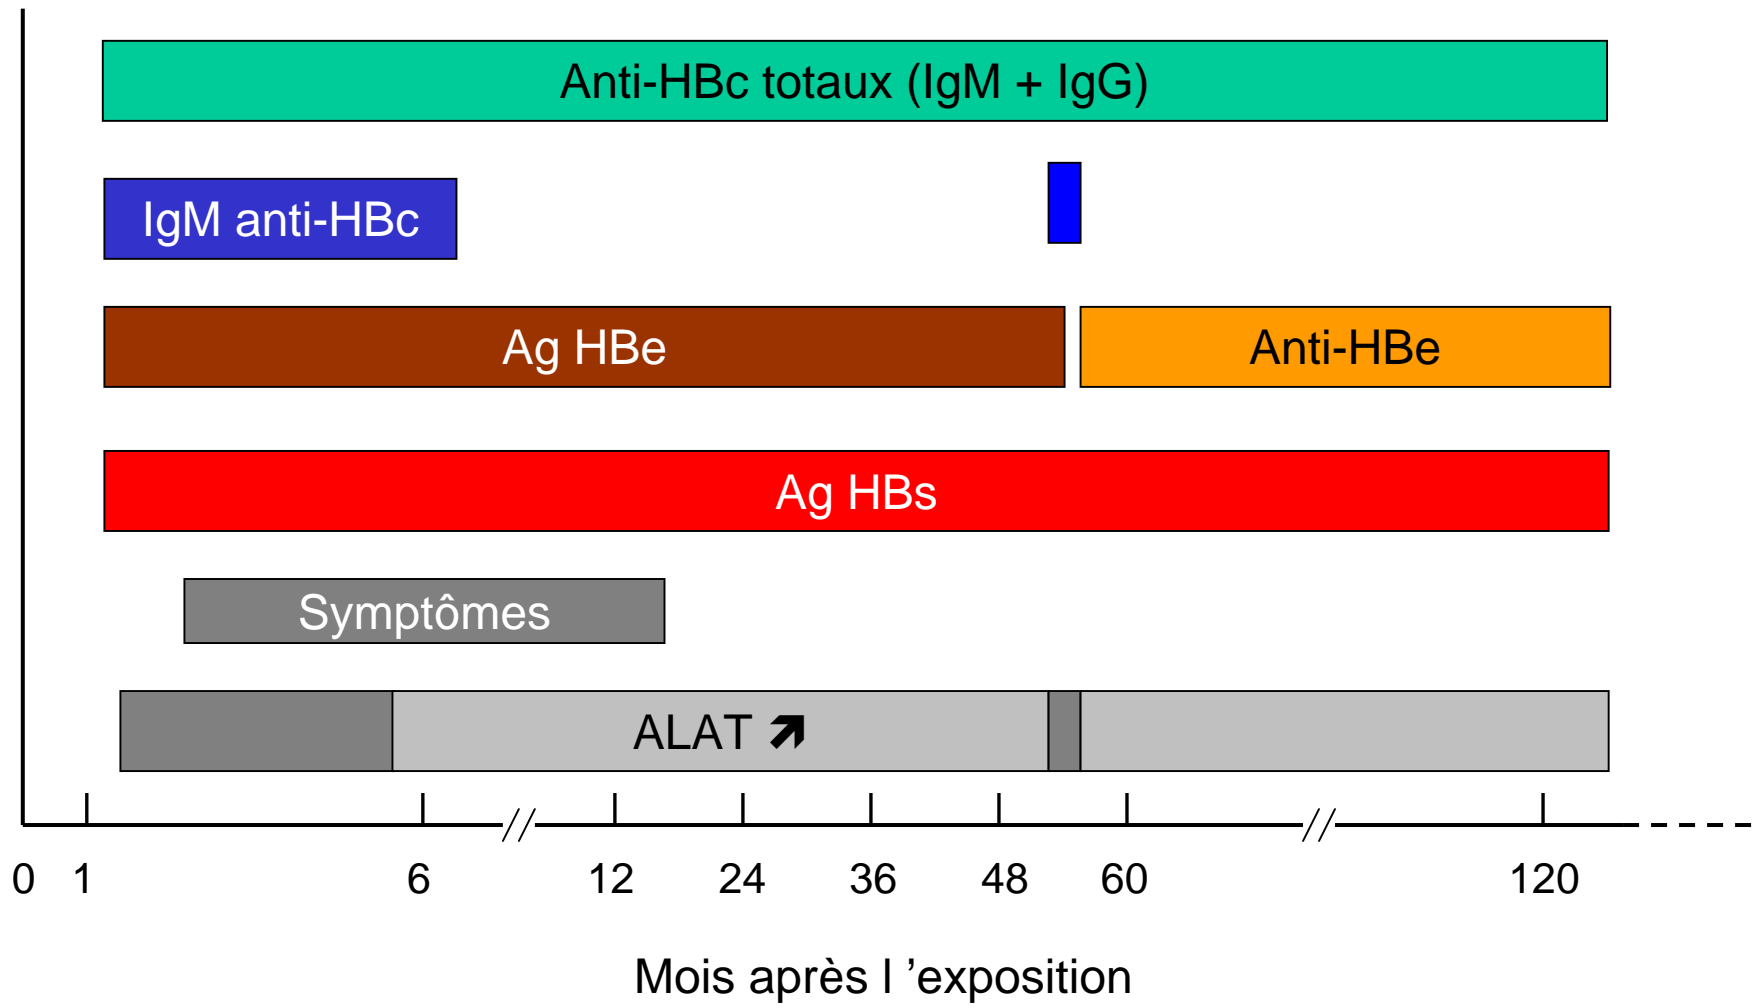 Anti-HBc totaux (IgM + IgG)
IgM anti-HBc
Ag HBe
Anti-HBe
Ag HBs
Symptômes
ALAT 🡽
0 1 6 12 24 36 48 60 120
Mois après l ’exposition